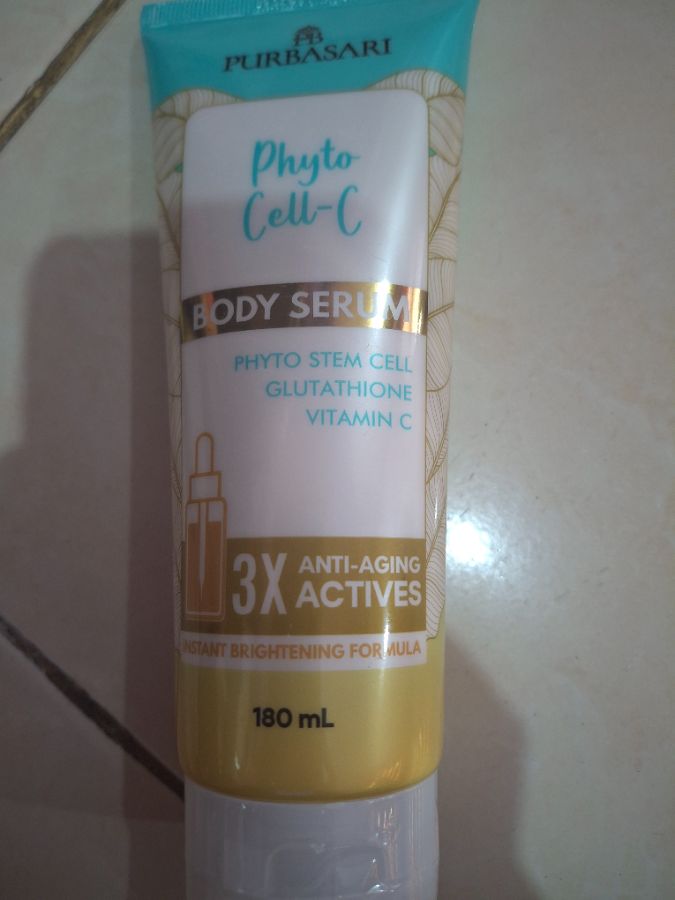 PB
PURBASARI
Phyto
Cell-C
BODY SERUM
PHYTO STEM CELL
GLUTATHIONE
VITAMIN C
3X ANTI-AGING
ACTIVES
INSTANT BRIGHTENING FORMULA
180 mL